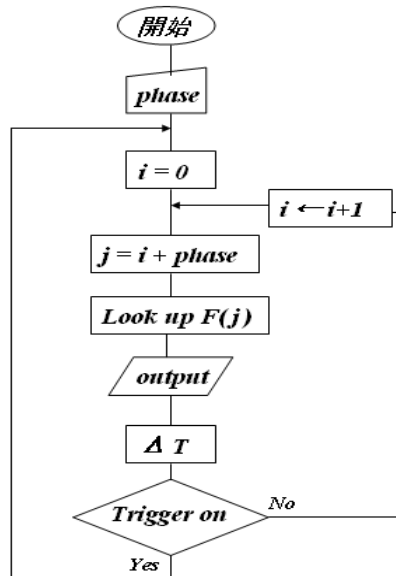 開始
phase
i = 0
i ←i+1
j = i + phase
Look up F(j)
output
Δ T
Trigger on
No
Yes